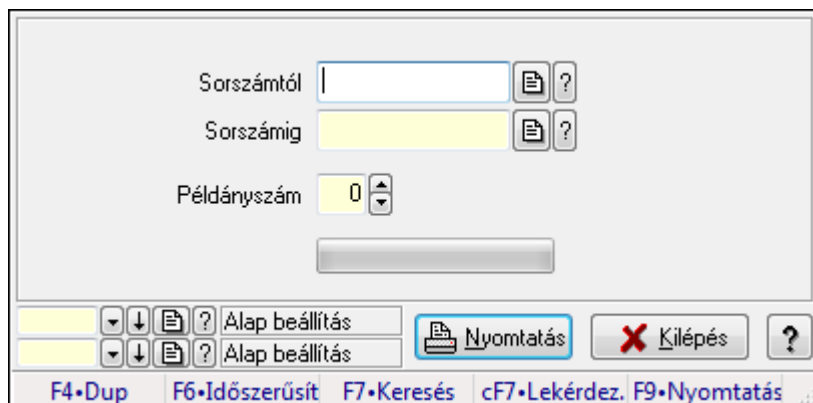 Sorszámtól ?
Sorszámig ?
Példányszám 0
? Alap beállítás
? Alap beállítás
Nyomtatás Kilépés ?
F4•Dup F6•Időszerűsít F7•Keresés cF7•Lekérdez. F9•Nyomtatás